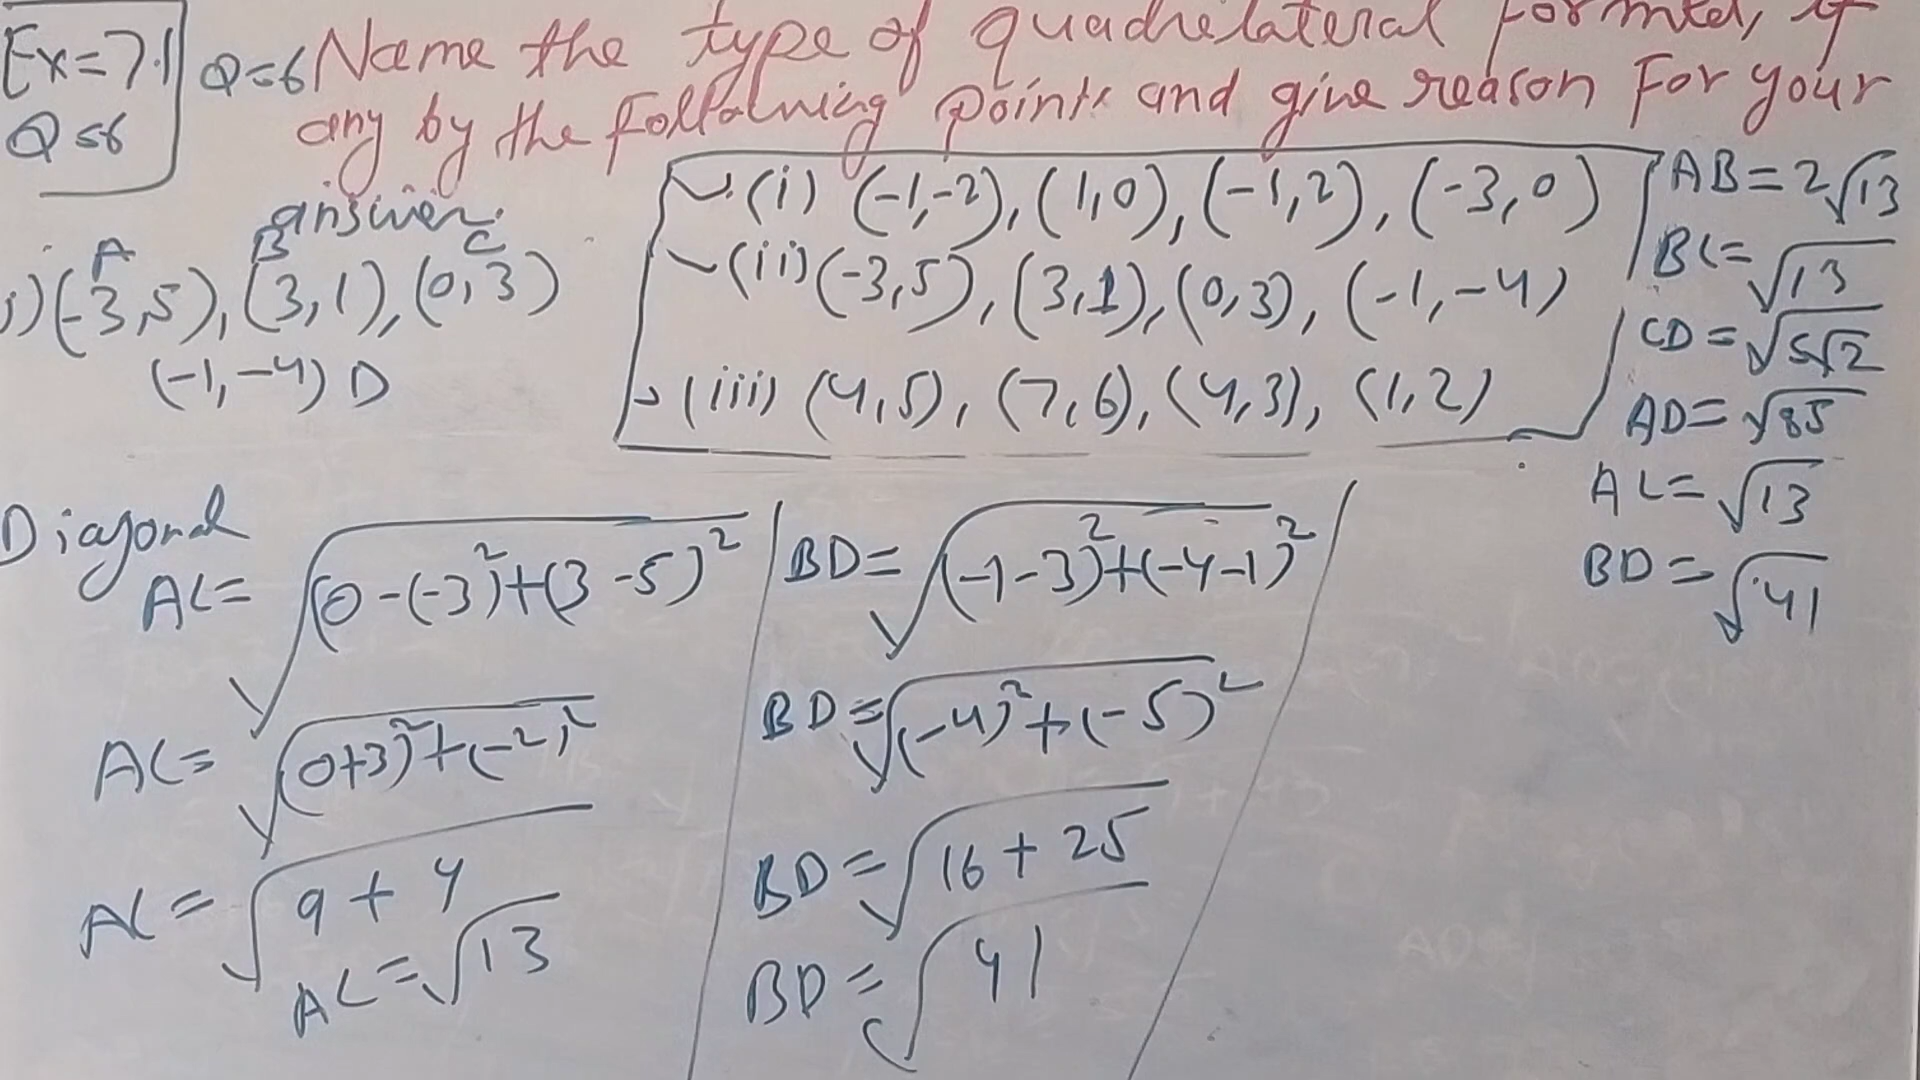 Ex=7.1
Q=6
Q=6 Name the type of quadrilateral formed, if
any by the following points and give reason For your
answer.
(i) (-1,-2), (1,0), (-1,2), (-3,0)
(ii) (-3,5), (3,1), (0,3), (-1,-4)
(iii) (4,5), (7,6), (4,3), (1,2)
A B C
i) (-3,5), (3,1), (0,3)
(-1,-4) D
AB=2√13
BC=√13
CD=√5√2
AD=√85
AC=√13
BD=√41
Diagonal
AC=√(0-(-3)²+(3-5)²
AC=√(0+3)²+(-2)²
AC=√9+4
AC=√13
BD=√(-1-3)²+(-4-1)²
BD=√(-4)²+(-5)²
BD=√16+25
BD=√41